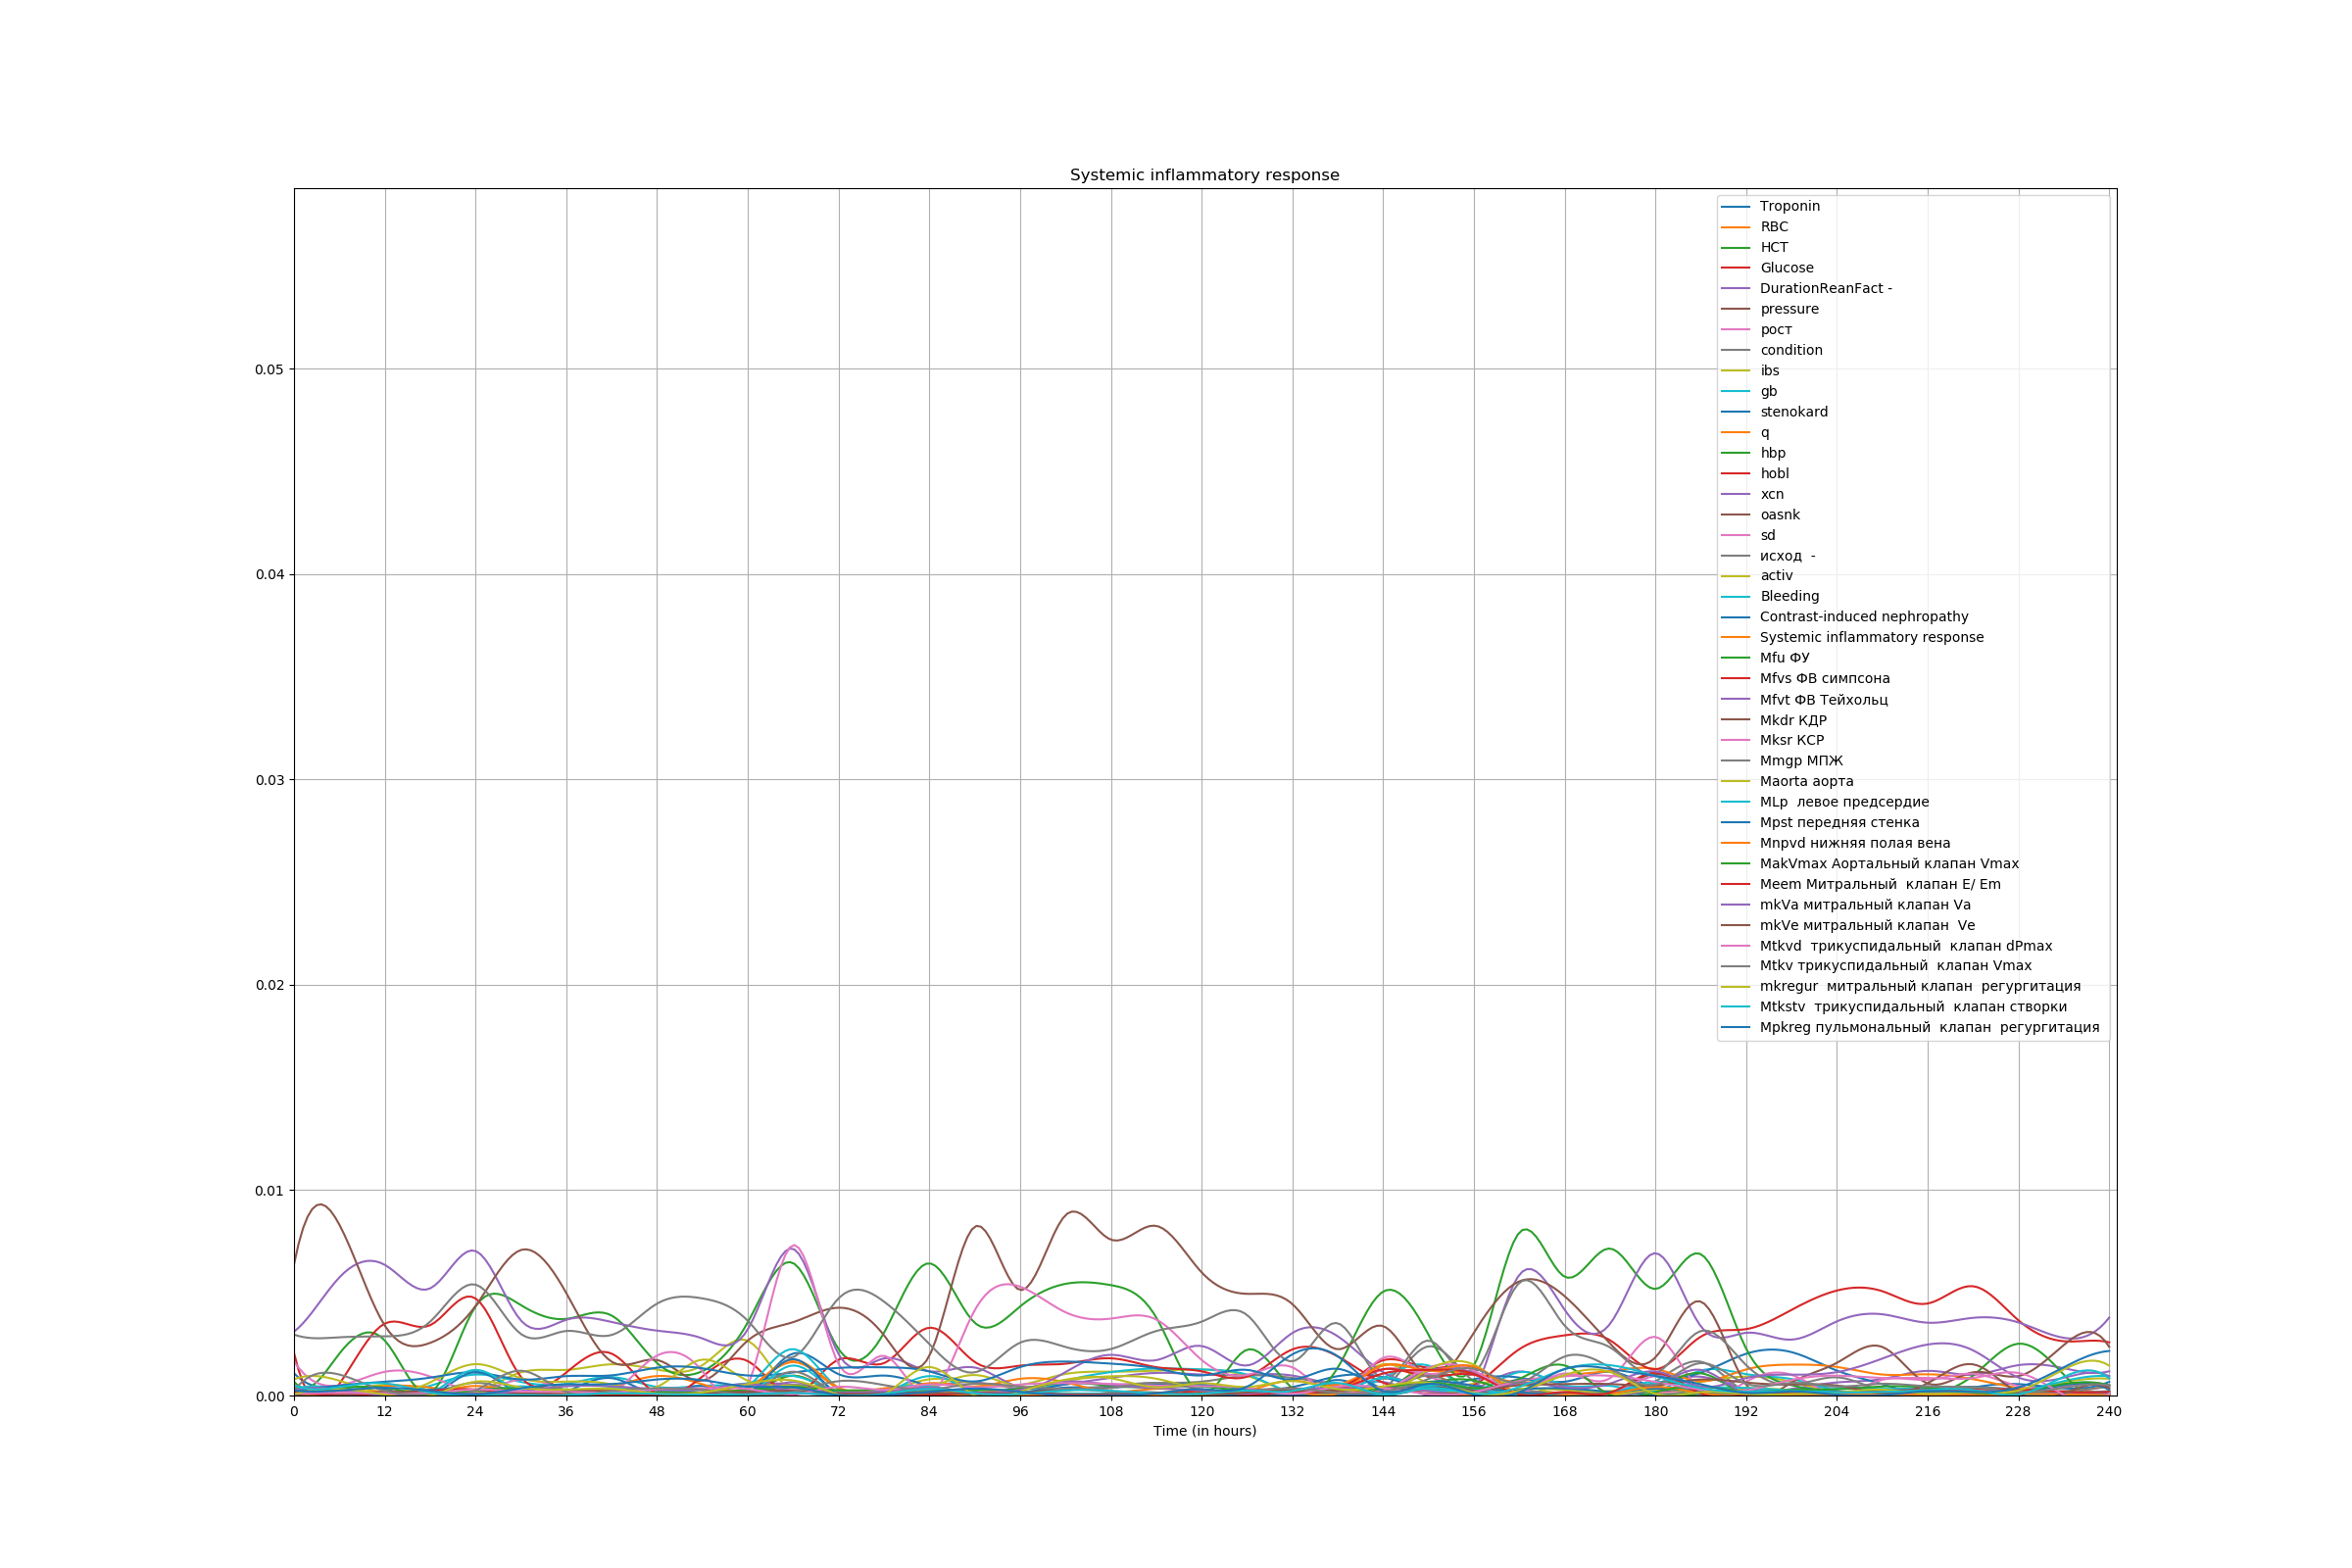 Systemic inflammatory response
0.05
0.04
0.03
0.02
0.01
0.00
0 12 24 36 48 60 72 84 96 108 120 132 144 156 168 180 192 204 216 228 240
Time (in hours)
Troponin
RBC
HCT
Glucose
DurationReanFact -
pressure
рост
condition
ibs
gb
stenokard
q
hbp
hobl
xcn
oasnk
sd
исход  -
activ
Bleeding
Contrast-induced nephropathy
Systemic inflammatory response
Mfu ФУ
Mfvs ФВ симпсона
Mfvt ФВ Тейхольц
Mkdr КДР
Mksr КСР
Mmgp МПЖ
Maorta аорта
MLp  левое предсердие
Mpst передняя стенка
Mnpvd нижняя полая вена
MakVmax Аортальный клапан Vmax
Meem Митральный  клапан E/ Em
mkVa митральный клапан Va
mkVe митральный клапан  Ve
Mtkvd  трикуспидальный  клапан dPmax
Mtkv трикуспидальный  клапан Vmax
mkregur  митральный клапан  регургитация
Mtkstv  трикуспидальный  клапан створки
Mpkreg пульмональный  клапан  регургитация